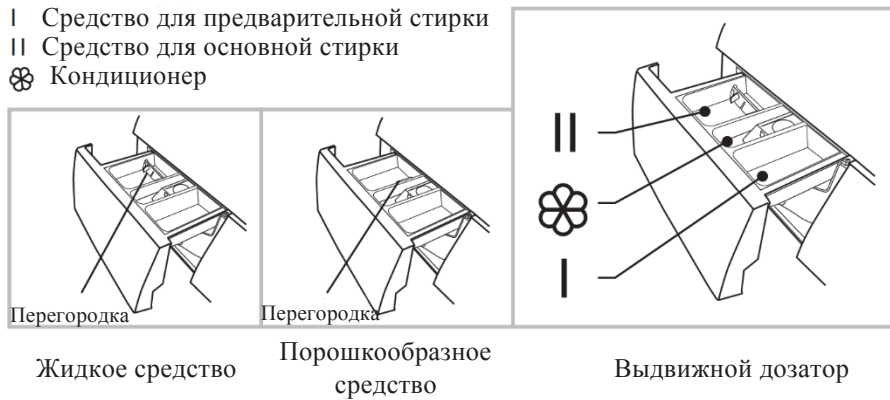 I Средство для предварительной стирки
II Средство для основной стирки
Кондиционер
II
I
Перегородка
Перегородка
Жидкое средство
Порошкообразное
средство
Выдвижной дозатор